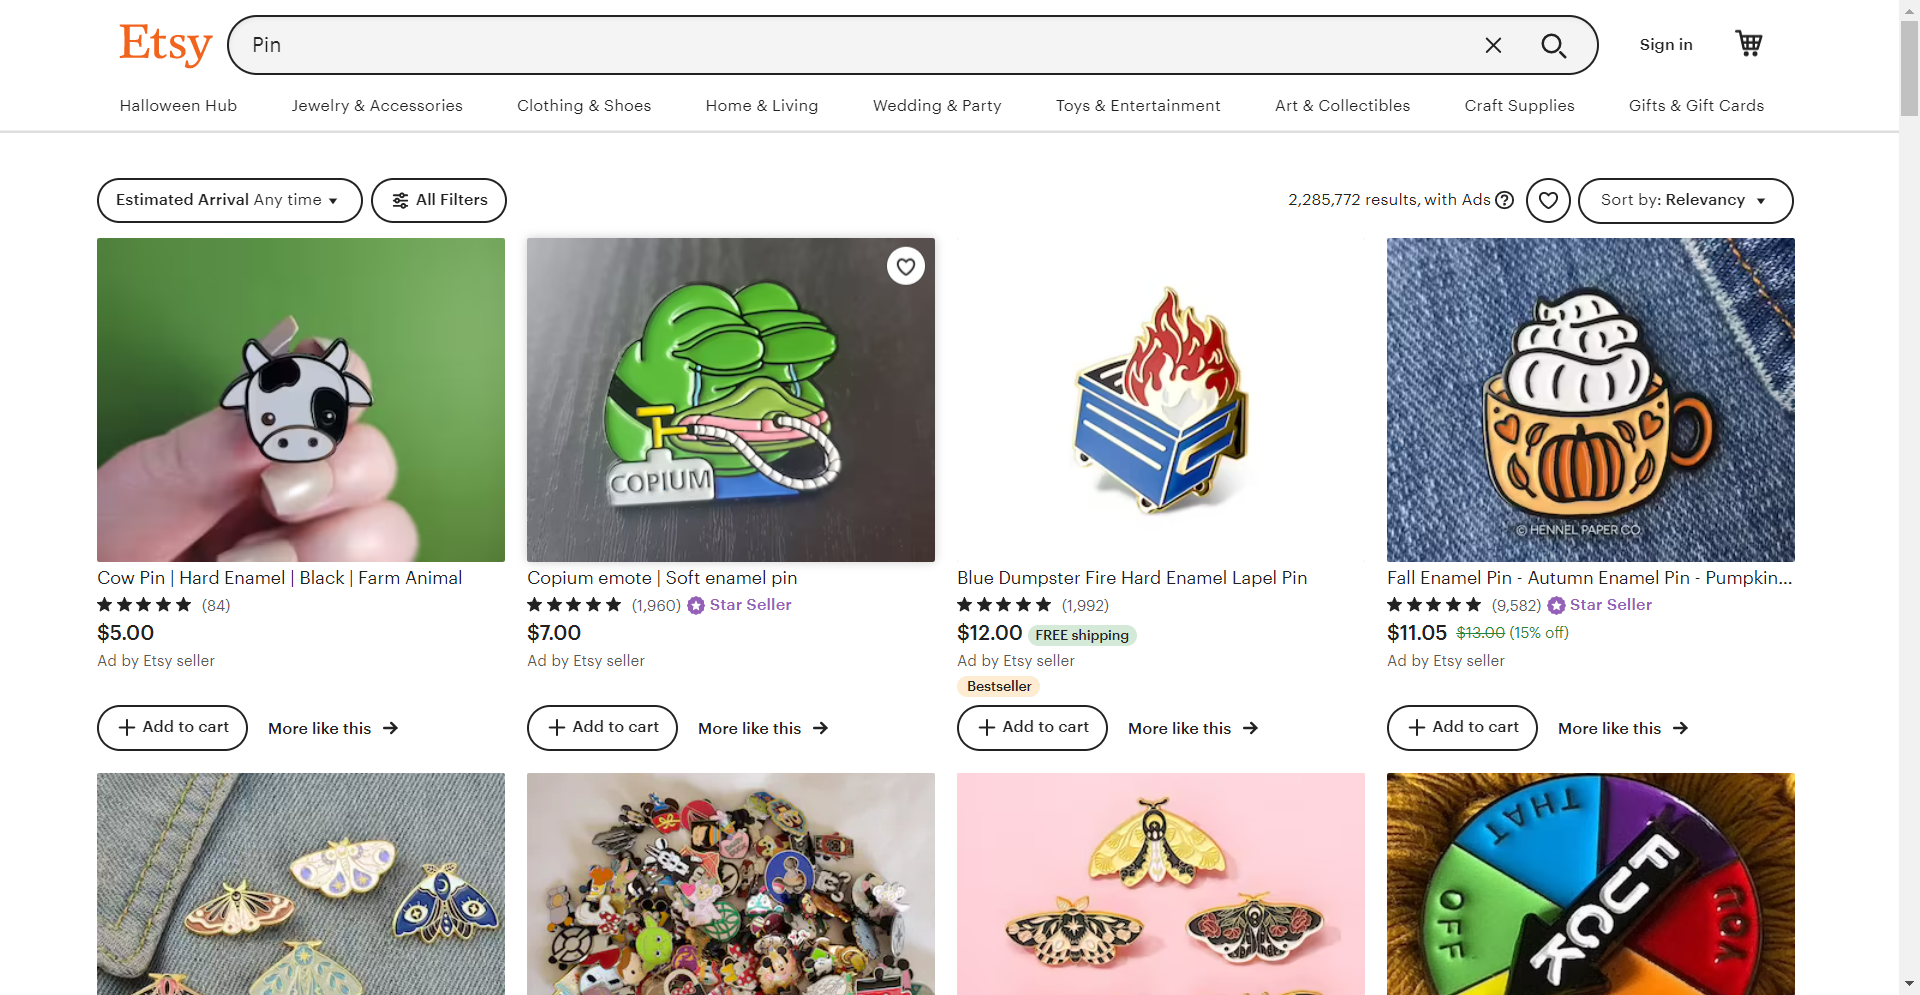 Etsy
Pin
Sign in
Halloween Hub
Jewelry & Accessories
Clothing & Shoes
Home & Living
Wedding & Party
Toys & Entertainment
Art & Collectibles
Craft Supplies
Gifts & Gift Cards
Estimated Arrival Any time
All Filters
2,285,772 results, with Ads ?
Sort by: Relevancy
COPIUM
© HENNEL PAPER CO.
Cow Pin | Hard Enamel | Black | Farm Animal
(84)
$5.00
Ad by Etsy seller
Add to cart
More like this
Copium emote | Soft enamel pin
(1,960) Star Seller
$7.00
Ad by Etsy seller
Add to cart
More like this
Blue Dumpster Fire Hard Enamel Lapel Pin
(1,992)
$12.00 FREE shipping
Ad by Etsy seller
Bestseller
Add to cart
More like this
Fall Enamel Pin - Autumn Enamel Pin - Pumpkin...
(9,582) Star Seller
$11.05 $13.00 (15% off)
Ad by Etsy seller
Add to cart
More like this
THAT
OFF
FUCK
YOU